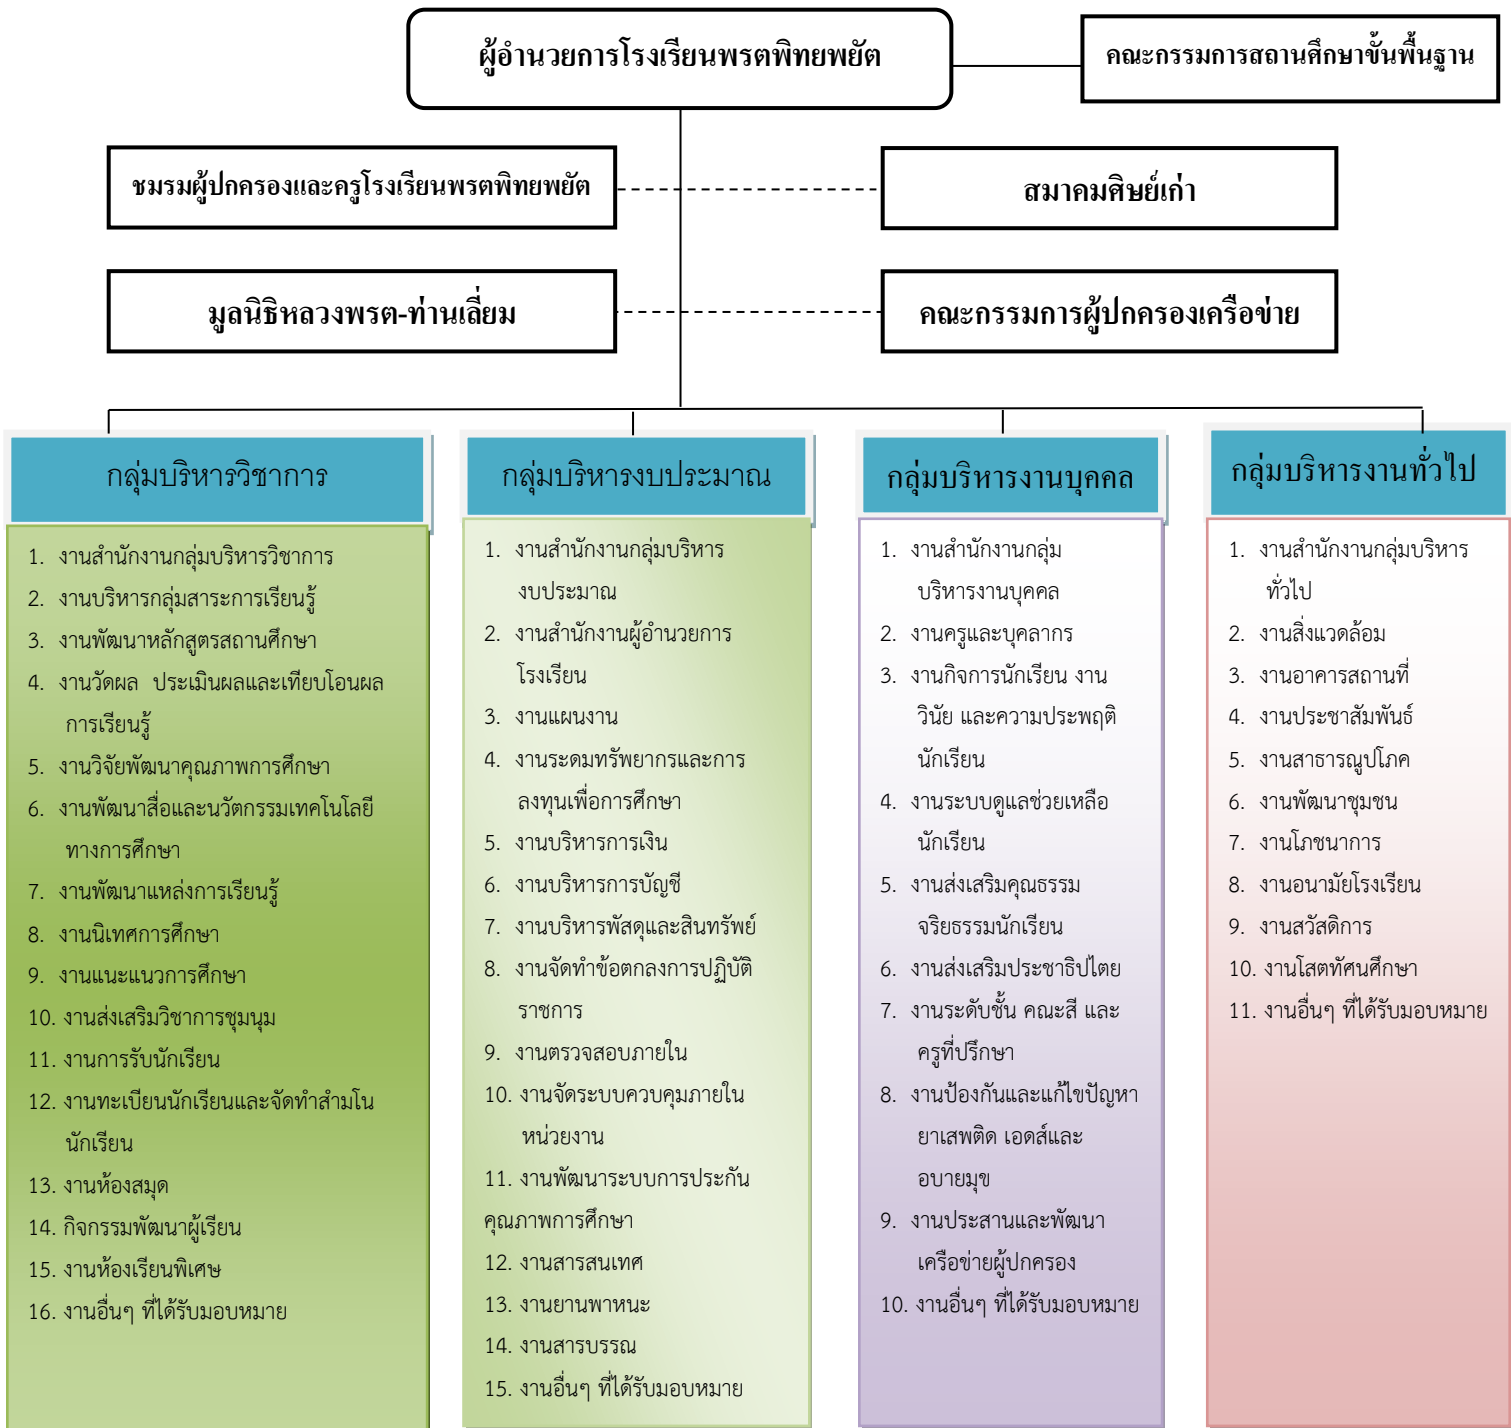 ผู้อำนวยการโรงเรียนพรตพิทยพยัต
คณะกรรมการสถานศึกษาขั้นพื้นฐาน
ชมรมผู้ปกครองและครูโรงเรียนพรตพิทยพยัต
สมาคมศิษย์เก่า
มูลนิธิหลวงพรต-ท่านเลี่ยม
คณะกรรมการผู้ปกครองเครือข่าย
กลุ่มบริหารวิชาการ
1. งานสำนักงานกลุ่มบริหารวิชาการ
2. งานบริหารกลุ่มสาระการเรียนรู้
3. งานพัฒนาหลักสูตรสถานศึกษา
4. งานวัดผล ประเมินผลและเทียบโอนผล
การเรียนรู้
5. งานวิจัยพัฒนาคุณภาพการศึกษา
6. งานพัฒนาสื่อและนวัตกรรมเทคโนโลยี
ทางการศึกษา
7. งานพัฒนาแหล่งการเรียนรู้
8. งานนิเทศการศึกษา
9. งานแนะแนวการศึกษา
10. งานส่งเสริมวิชาการชุมนุม
11. งานการรับนักเรียน
12. งานทะเบียนนักเรียนและจัดทำสำมโน
นักเรียน
13. งานห้องสมุด
14. กิจกรรมพัฒนาผู้เรียน
15. งานห้องเรียนพิเศษ
16. งานอื่นๆ ที่ได้รับมอบหมาย
กลุ่มบริหารงบประมาณ
1. งานสำนักงานกลุ่มบริหาร
งบประมาณ
2. งานสำนักงานผู้อำนวยการ
โรงเรียน
3. งานแผนงาน
4. งานระดมทรัพยากรและการ
ลงทุนเพื่อการศึกษา
5. งานบริหารการเงิน
6. งานบริหารการบัญชี
7. งานบริหารพัสดุและสินทรัพย์
8. งานจัดทำข้อตกลงการปฏิบัติ
ราชการ
9. งานตรวจสอบภายใน
10. งานจัดระบบควบคุมภายใน
หน่วยงาน
11. งานพัฒนาระบบการประกัน
คุณภาพการศึกษา
12. งานสารสนเทศ
13. งานยานพาหนะ
14. งานสารบรรณ
15. งานอื่นๆ ที่ได้รับมอบหมาย
กลุ่มบริหารงานบุคคล
1. งานสำนักงานกลุ่ม
บริหารงานบุคคล
2. งานครูและบุคลากร
3. งานกิจการนักเรียน งาน
วินัย และความประพฤติ
นักเรียน
4. งานระบบดูแลช่วยเหลือ
นักเรียน
5. งานส่งเสริมคุณธรรม
จริยธรรมนักเรียน
6. งานส่งเสริมประชาธิปไตย
7. งานระดับชั้น คณะสี และ
ครูที่ปรึกษา
8. งานป้องกันและแก้ไขปัญหา
ยาเสพติด เอดส์และ
อบายมุข
9. งานประสานและพัฒนา
เครือข่ายผู้ปกครอง
10. งานอื่นๆ ที่ได้รับมอบหมาย
กลุ่มบริหารงานทั่วไป
1. งานสำนักงานกลุ่มบริหาร
ทั่วไป
2. งานสิ่งแวดล้อม
3. งานอาคารสถานที่
4. งานประชาสัมพันธ์
5. งานสาธารณูปโภค
6. งานพัฒนาชุมชน
7. งานโภชนาการ
8. งานอนามัยโรงเรียน
9. งานสวัสดิการ
10. งานโสตทัศนศึกษา
11. งานอื่นๆ ที่ได้รับมอบหมาย